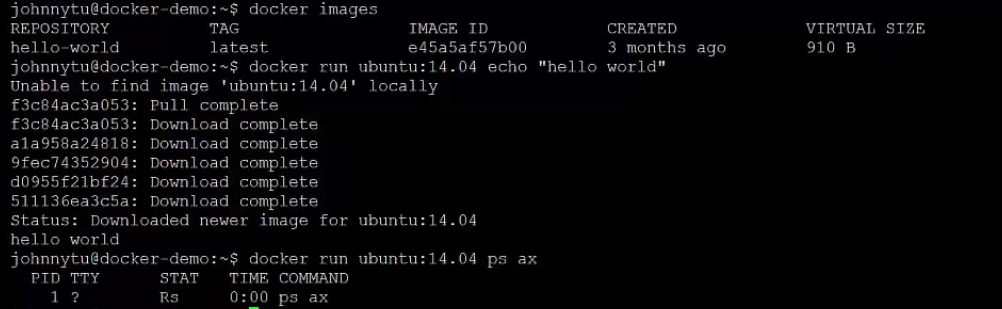 johnnytu@docker-demo:~$ docker images
REPOSITORY TAG IMAGE ID CREATED VIRTUAL SIZE
hello-world latest e45a5af57b00 3 months ago 910 B
johnnytu@docker-demo:~$ docker run ubuntu:14.04 echo "hello world"
Unable to find image 'ubuntu:14.04' locally
f3c84ac3a053: Pull complete
f3c84ac3a053: Download complete
a1a958a24818: Download complete
9fec74352904: Download complete
d0955f21bf24: Download complete
511136ea3c5a: Download complete
Status: Downloaded newer image for ubuntu:14.04
hello world
johnnytu@docker-demo:~$ docker run ubuntu:14.04 ps ax
PID TTY STAT TIME COMMAND
1 ? Rs 0:00 ps ax